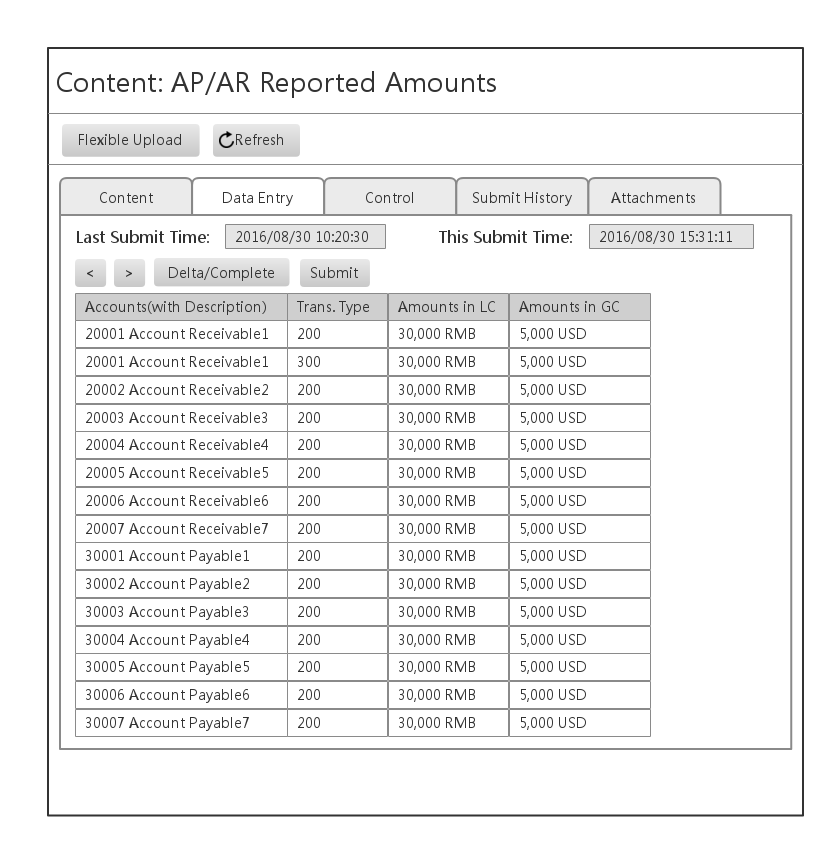 Content: AP/AR Reported Amounts
Flexible Upload Refresh
Content Data Entry Control Submit History Attachments
Last Submit Time: 2016/08/30 10:20:30 This Submit Time: 2016/08/30 15:31:11
< > Delta/Complete Submit
Accounts(with Description) Trans. Type Amounts in LC Amounts in GC
20001 Account Receivable1 200 30,000 RMB 5,000 USD
20001 Account Receivable1 300 30,000 RMB 5,000 USD
20002 Account Receivable2 200 30,000 RMB 5,000 USD
20003 Account Receivable3 200 30,000 RMB 5,000 USD
20004 Account Receivable4 200 30,000 RMB 5,000 USD
20005 Account Receivable5 200 30,000 RMB 5,000 USD
20006 Account Receivable6 200 30,000 RMB 5,000 USD
20007 Account Receivable7 200 30,000 RMB 5,000 USD
30001 Account Payable1 200 30,000 RMB 5,000 USD
30002 Account Payable2 200 30,000 RMB 5,000 USD
30003 Account Payable3 200 30,000 RMB 5,000 USD
30004 Account Payable4 200 30,000 RMB 5,000 USD
30005 Account Payable5 200 30,000 RMB 5,000 USD
30006 Account Payable6 200 30,000 RMB 5,000 USD
30007 Account Payable7 200 30,000 RMB 5,000 USD